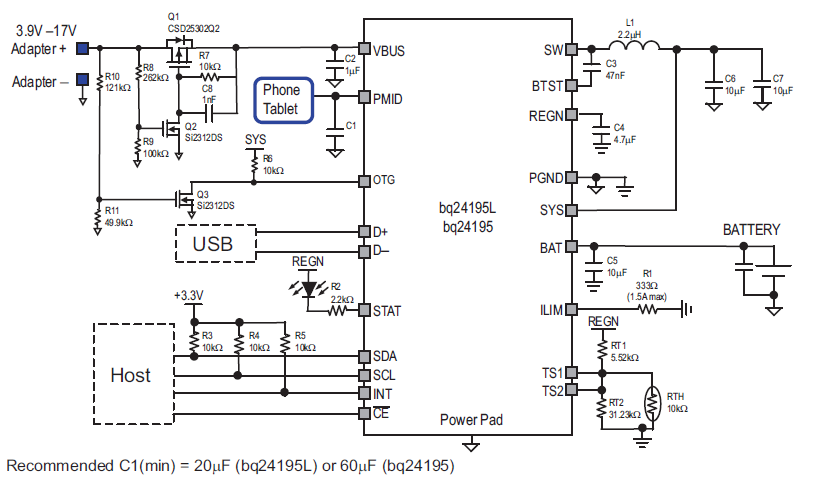 3.9V –17V
Adapter +
Adapter –
Q1
CSD25302Q2
R10
121kΩ
R8
262kΩ
R7
10kΩ
C8
1nF
Q2
Si2312DS
R9
100kΩ
C2
1μF
Phone
Tablet
C1
SYS
R6
10kΩ
Q3
Si2312DS
R11
49.9kΩ
USB
REGN
R2
2.2kΩ
+3.3V
R3
10kΩ
R4
10kΩ
R5
10kΩ
Host
VBUS
PMID
OTG
D+
D–
STAT
SDA
SCL
INT
CE
bq24195L
bq24195
Power Pad
SW
BTST
REGN
PGND
SYS
BAT
ILIM
TS1
TS2
L1
2.2μH
C3
47nF
C6
10μF
C7
10μF
C4
4.7μF
BATTERY
C5
10μF
R1
333Ω
(1.5A max)
REGN
RT1
5.52kΩ
RT2
31.23kΩ
RTH
10kΩ
Recommended C1(min) = 20μF (bq24195L) or 60μF (bq24195)